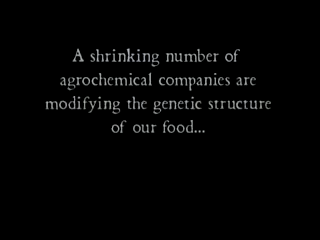 A shrinking number of
agrochemical companies are
modifying the genetic structure
of our food...